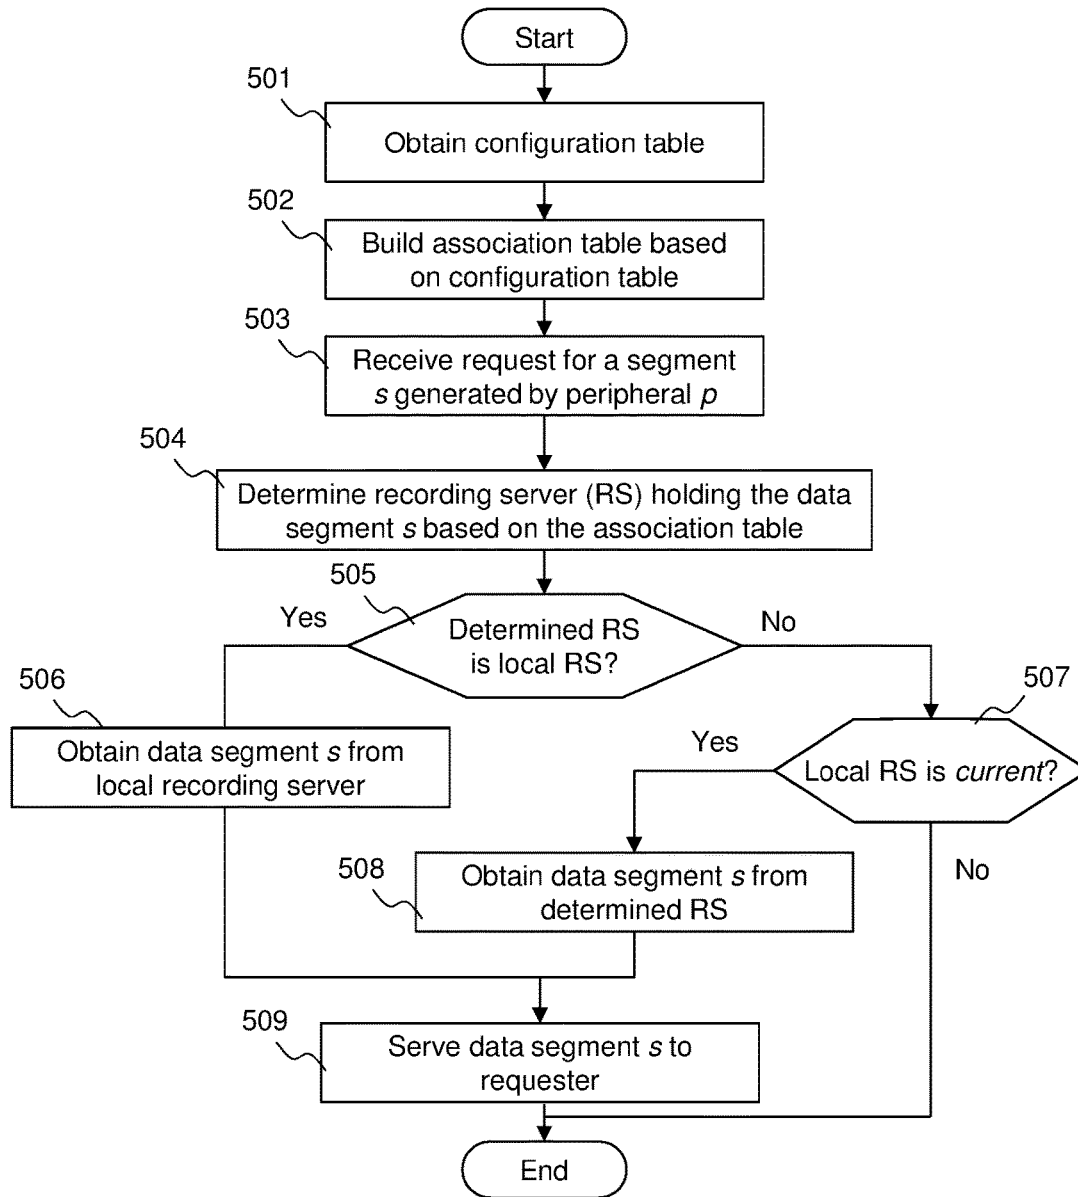 Start
501
Obtain configuration table
502
Build association table based
on configuration table
503
Receive request for a segment
s generated by peripheral p
504
Determine recording server (RS) holding the data
segment s based on the association table
505
Yes
No
Determined RS
is local RS?
506
507
Obtain data segment s from
local recording server
Yes
Local RS is current?
508
No
Obtain data segment s from
determined RS
509
Serve data segment s to
requester
End